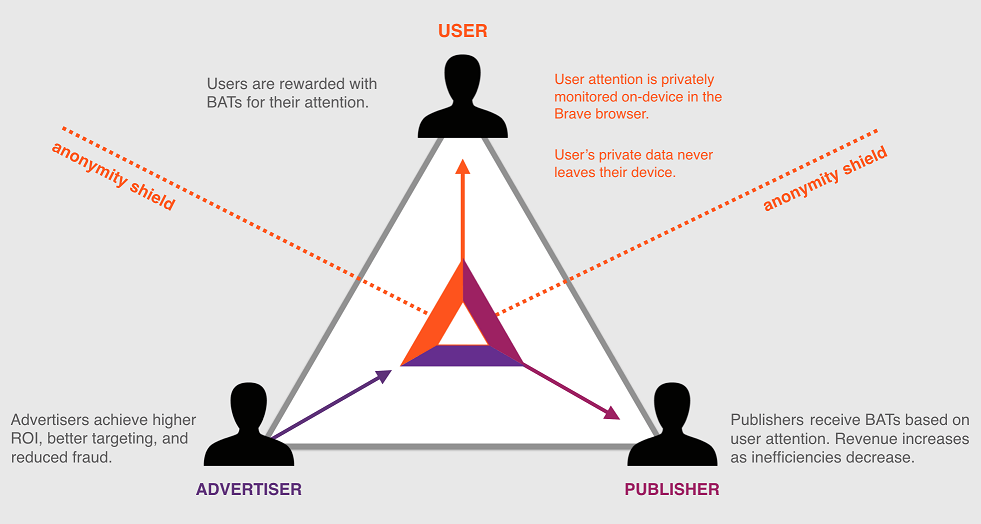 USER
Users are rewarded with
BATs for their attention.
User attention is privately
monitored on-device in the
Brave browser.
User's private data never
leaves their device.
anonymity shield
anonymity shield
Advertisers achieve higher
ROI, better targeting, and
reduced fraud.
ADVERTISER
Publishers receive BATs based on
user attention. Revenue increases
as inefficiencies decrease.
PUBLISHER